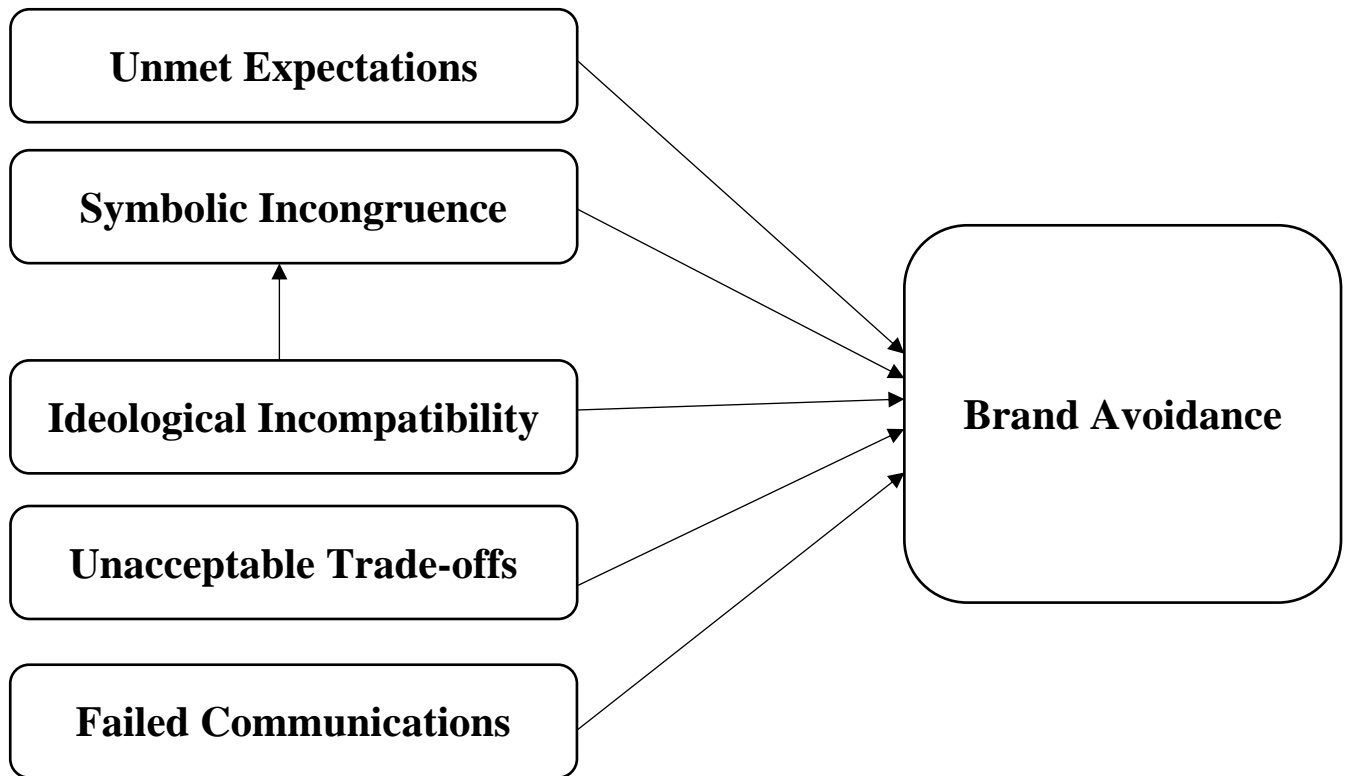 Unmet Expectations
Symbolic Incongruence
Ideological Incompatibility
Unacceptable Trade-offs
Failed Communications
Brand Avoidance